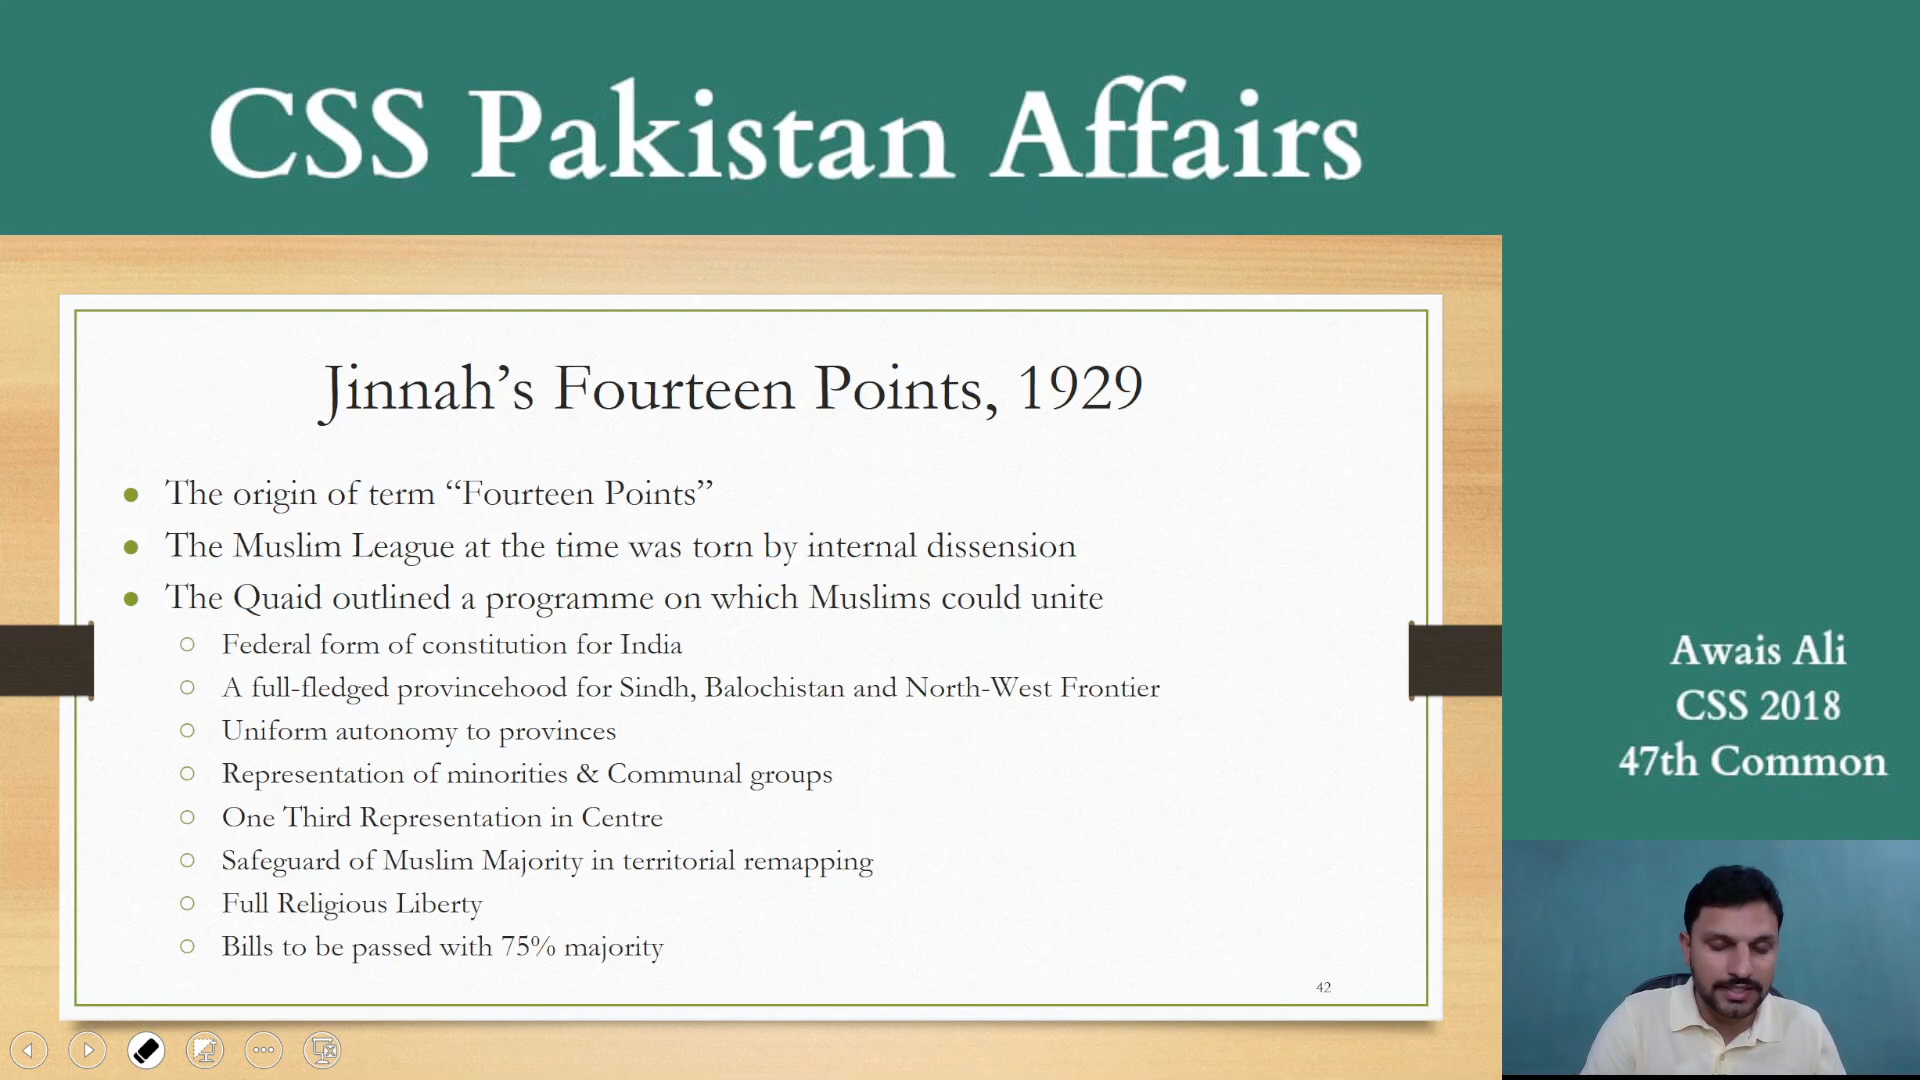 CSS Pakistan Affairs
Jinnah’s Fourteen Points, 1929
The origin of term “Fourteen Points”
The Muslim League at the time was torn by internal dissension
The Quaid outlined a programme on which Muslims could unite
Federal form of constitution for India
A full-fledged provincehood for Sindh, Balochistan and North-West Frontier
Uniform autonomy to provinces
Representation of minorities & Communal groups
One Third Representation in Centre
Safeguard of Muslim Majority in territorial remapping
Full Religious Liberty
Bills to be passed with 75% majority
42
Awais Ali
CSS 2018
47th Common